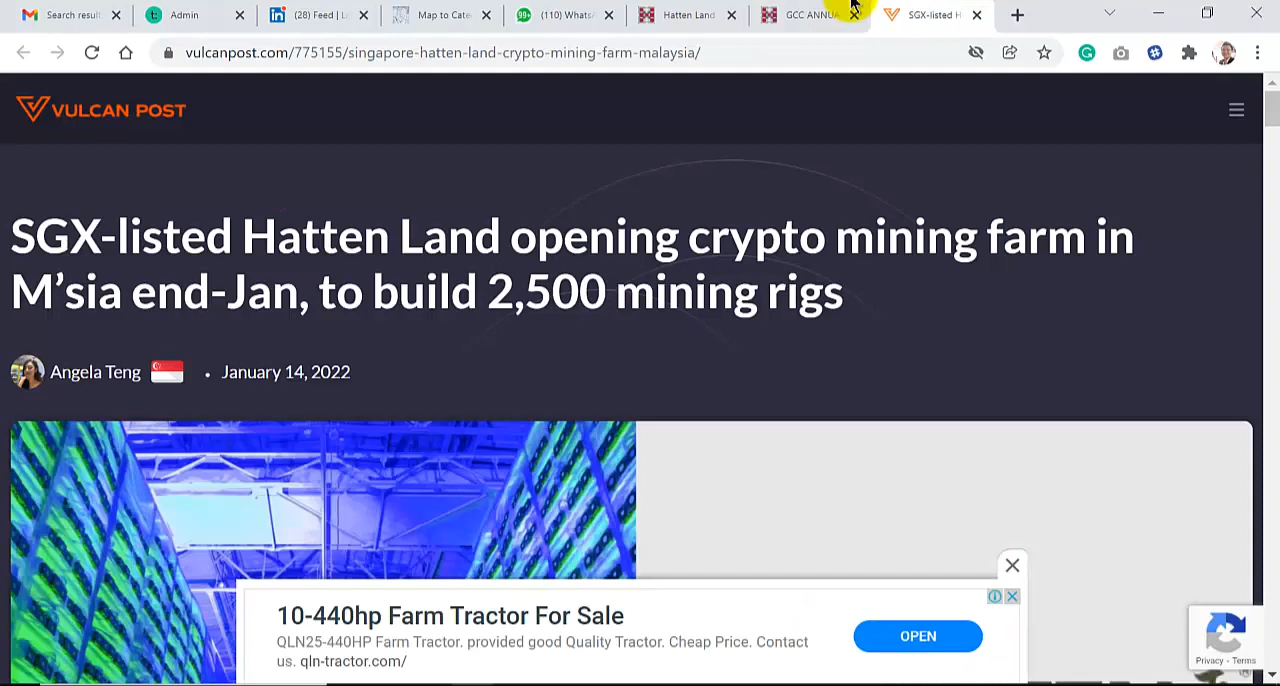 Search result
Admin
(28) Feed | L
Map to Cate
99+
(110) Whats
Hatten Land
GCC ANNUA
SGX-listed H
vulcanpost.com/775155/singapore-hatten-land-crypto-mining-farm-malaysia/
VULCAN POST
SGX-listed Hatten Land opening crypto mining farm in
M’sia end-Jan, to build 2,500 mining rigs
Angela Teng
• January 14, 2022
10-440hp Farm Tractor For Sale
QLN25-440HP Farm Tractor. provided good Quality Tractor. Cheap Price. Contact
us. qln-tractor.com/
OPEN
Privacy - Terms